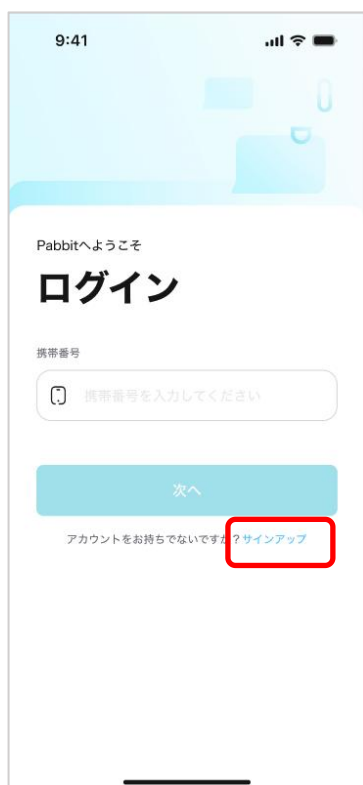 9:41
Pabbitへようこそ
ログイン
携帯番号
携帯番号を入力してください
次へ
アカウントをお持ちでないですか？サインアップ